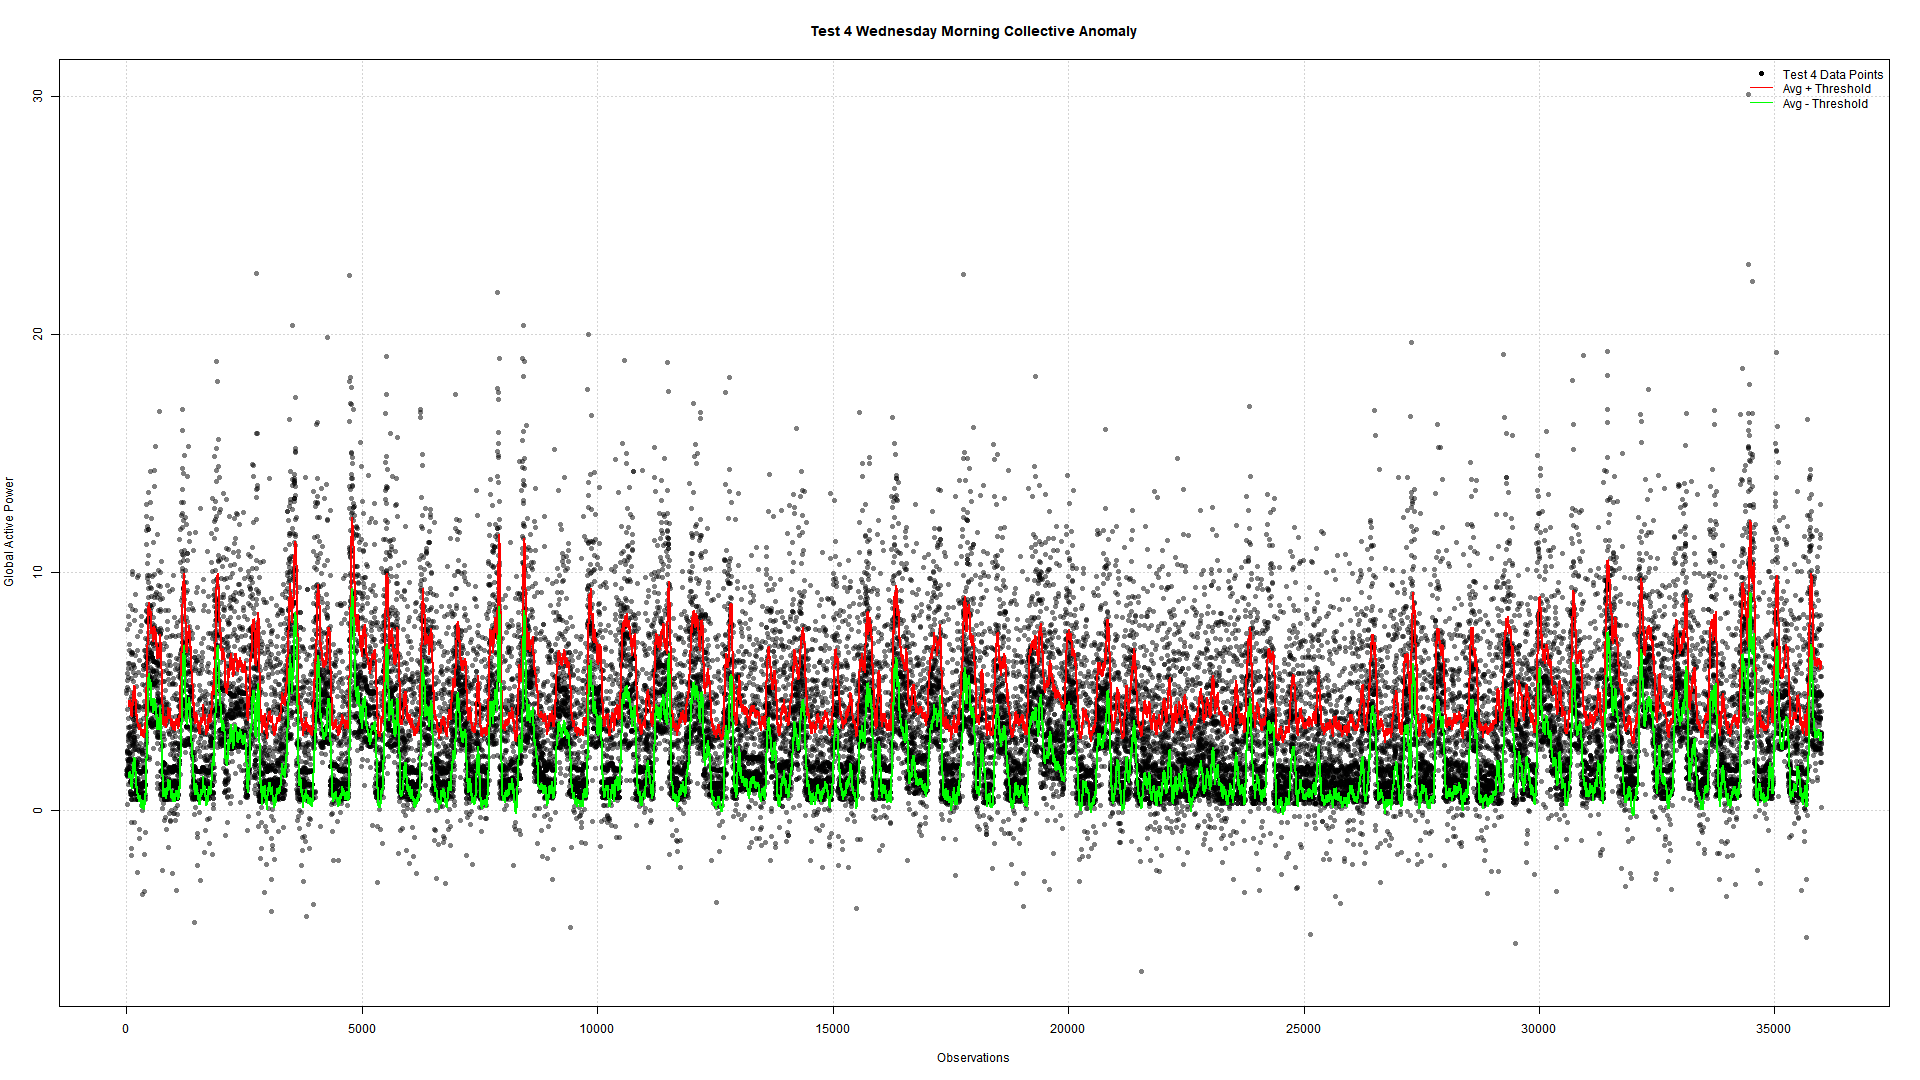 Test 4 Wednesday Morning Collective Anomaly
Test 4 Data Points
Avg + Threshold
Avg - Threshold
Global Active Power
30
20
10
0
0 5000 10000 15000 20000 25000 30000 35000
Observations